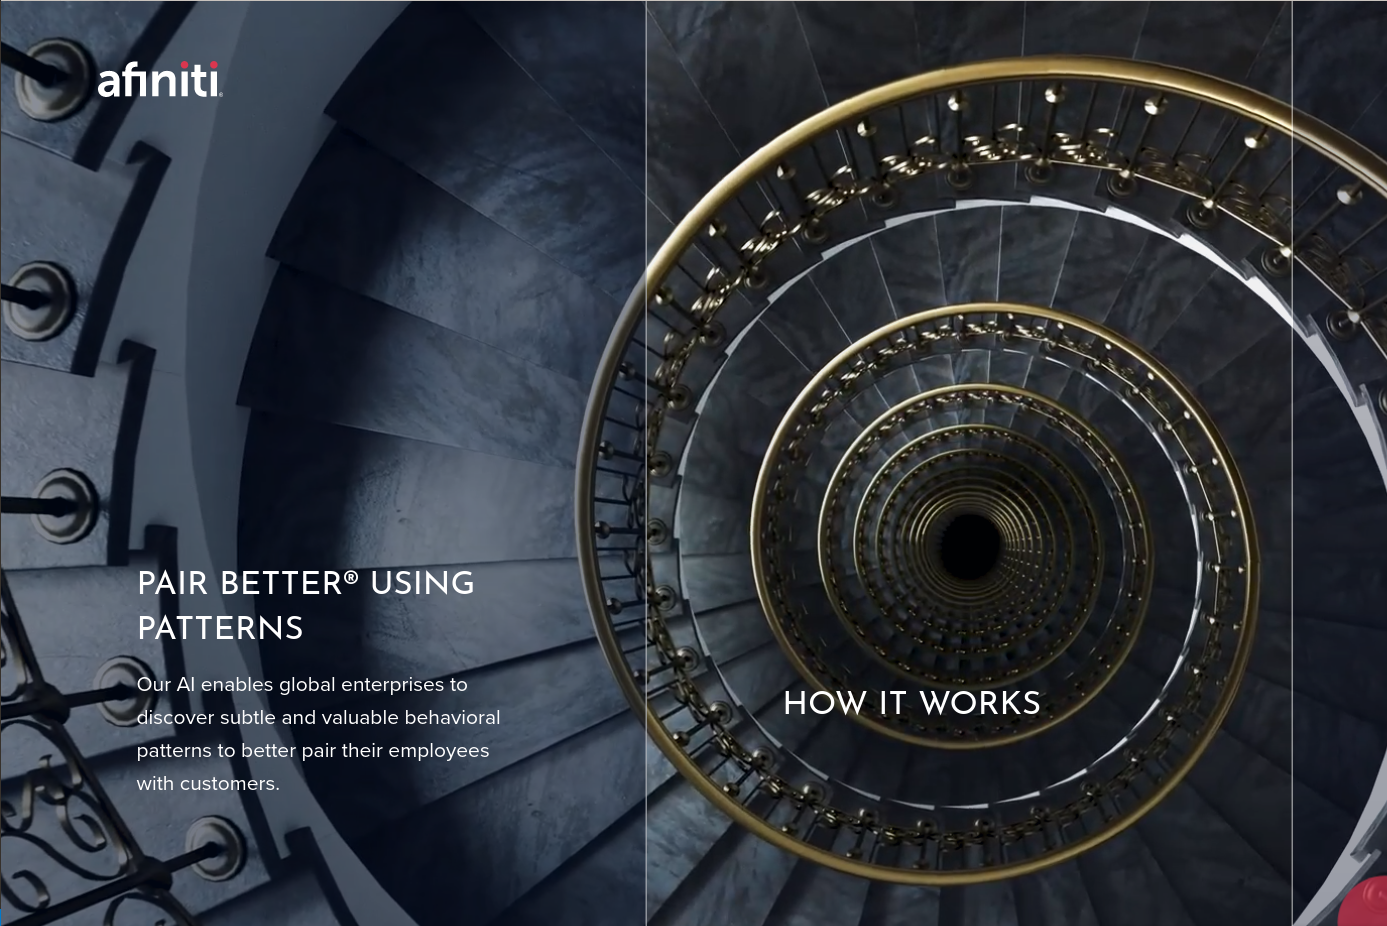 afiniti
PAIR BETTER® USING
PATTERNS
Our AI enables global enterprises to
discover subtle and valuable behavioral
patterns to better pair their employees
with customers.
HOW IT WORKS